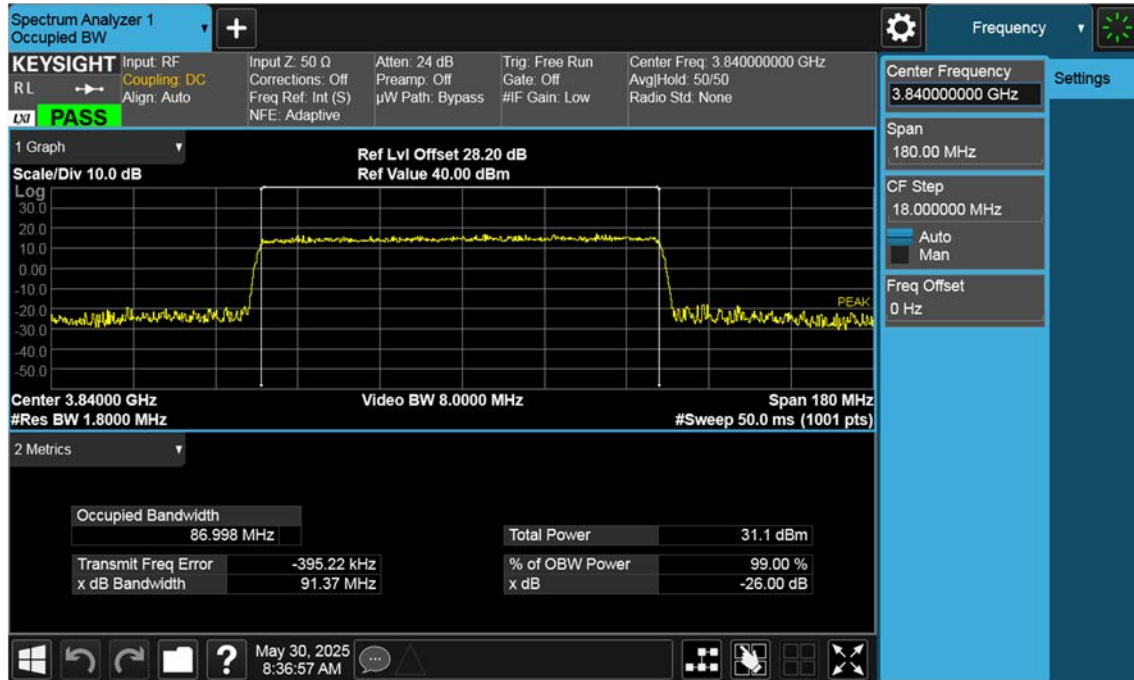 Spectrum Analyzer 1
Occupied BW
+
Frequency
KEYSIGHT
R L
LXI PASS
Input: RF
Coupling: DC
Align: Auto
Input Z: 50 Ω
Corrections: Off
Freq Ref: Int (S)
NFE: Adaptive
Atten: 24 dB
Preamp: Off
µW Path: Bypass
Trig: Free Run
Gate: Off
#IF Gain: Low
Center Freq: 3.840000000 GHz
Avg|Hold: 50/50
Radio Std: None
Center Frequency
3.840000000 GHz
Settings
Span
180.00 MHz
CF Step
18.000000 MHz
Auto
Man
Freq Offset
0 Hz
1 Graph
Scale/Div 10.0 dB
Ref Lvl Offset 28.20 dB
Ref Value 40.00 dBm
Log
30.0
20.0
10.0
0.00
-10.0
-20.0
-30.0
-40.0
-50.0
PEAK
Center 3.84000 GHz
#Res BW 1.8000 MHz
Video BW 8.0000 MHz
Span 180 MHz
#Sweep 50.0 ms (1001 pts)
2 Metrics
Occupied Bandwidth
86.998 MHz
Transmit Freq Error -395.22 kHz
x dB Bandwidth 91.37 MHz
Total Power 31.1 dBm
% of OBW Power 99.00 %
x dB -26.00 dB
?
May 30, 2025
8:36:57 AM